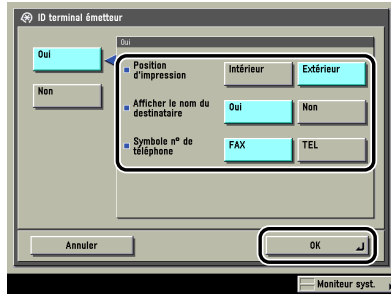 ID terminal émetteur
Oui
Oui
Non
Position
d'impression
Intérieur
Extérieur
Afficher le nom du
destinataire
Oui
Non
Symbole nº de
téléphone
FAX
TEL
Annuler
OK
Moniteur syst.